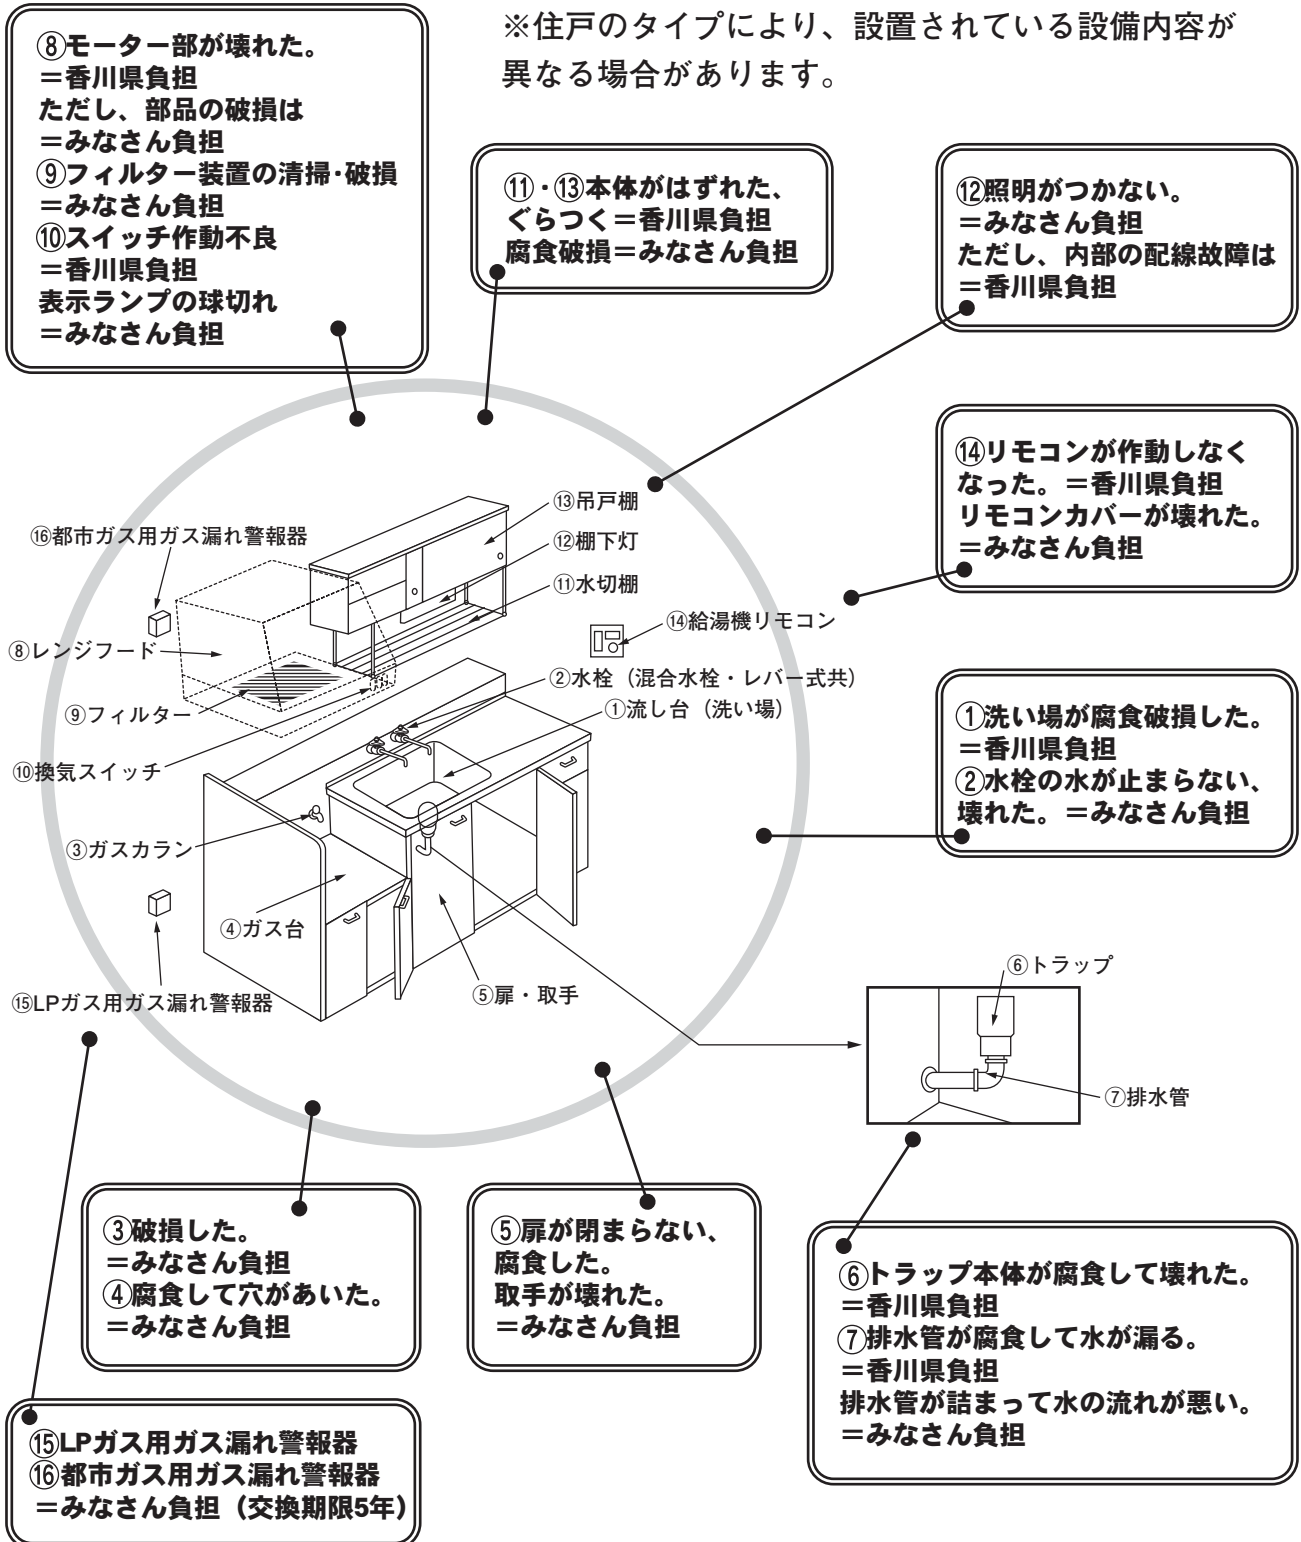 ※住戸のタイプにより、設置されている設備内容が
異なる場合があります。
⑧モーター部が壊れた。
＝香川県負担
ただし、部品の破損は
＝みなさん負担
⑨フィルター装置の清掃・破損
＝みなさん負担
⑩スイッチ作動不良
＝香川県負担
表示ランプの球切れ
＝みなさん負担
⑪・⑬本体がはずれた、
ぐらつく＝香川県負担
腐食破損＝みなさん負担
⑫照明がつかない。
＝みなさん負担
ただし、内部の配線故障は
＝香川県負担
⑭リモコンが作動しなく
なった。＝香川県負担
リモコンカバーが壊れた。
＝みなさん負担
⑬吊戸棚
⑯都市ガス用ガス漏れ警報器
⑫棚下灯
⑪水切棚
⑭給湯機リモコン
⑧レンジフード
②水栓（混合水栓・レバー式共）
①流し台（洗い場）
⑨フィルター
⑩換気スイッチ
③ガスカラン
④ガス台
⑤扉・取手
⑮LPガス用ガス漏れ警報器
①洗い場が腐食破損した。
＝香川県負担
②水栓の水が止まらない、
壊れた。＝みなさん負担
⑥トラップ
⑦排水管
③破損した。
＝みなさん負担
④腐食して穴があいた。
＝みなさん負担
⑤扉が閉まらない、
腐食した。
取手が壊れた。
＝みなさん負担
⑥トラップ本体が腐食して壊れた。
＝香川県負担
⑦排水管が腐食して水が漏る。
＝香川県負担
排水管が詰まって水の流れが悪い。
＝みなさん負担
⑮LPガス用ガス漏れ警報器
⑯都市ガス用ガス漏れ警報器
＝みなさん負担（交換期限5年）